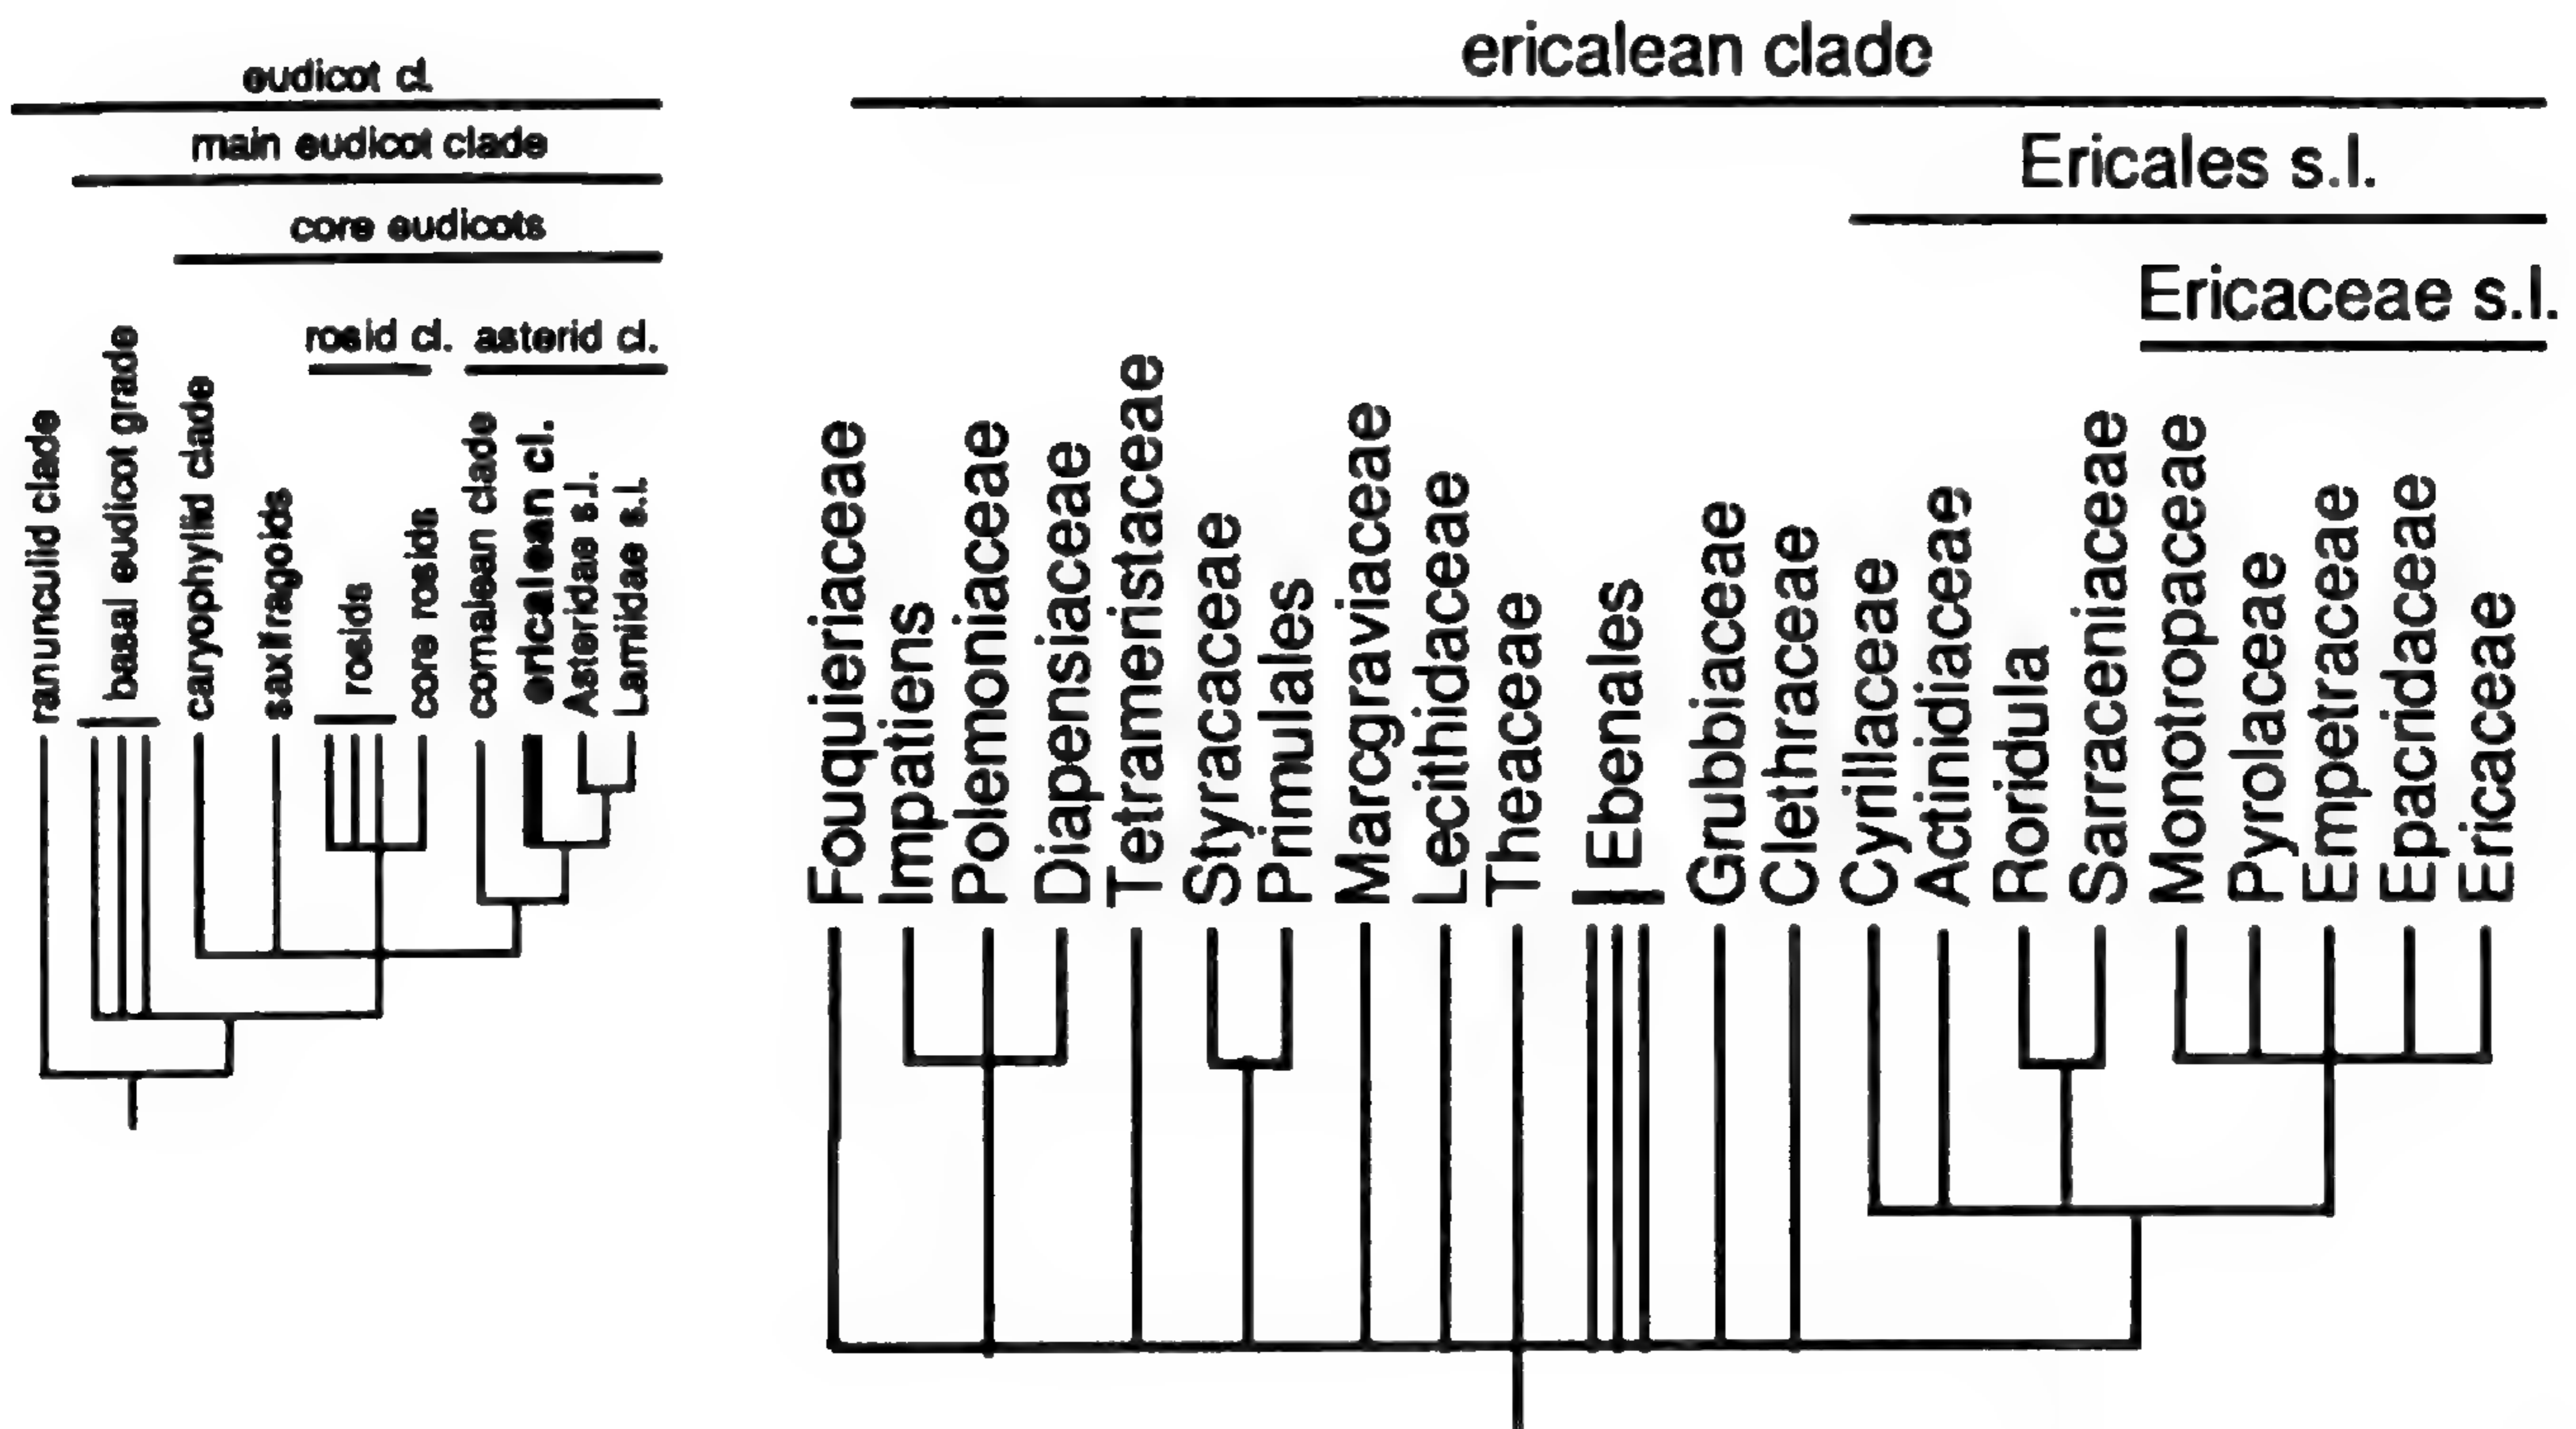 eudicot cl.
main eudicot clade
core eudicots
rosid cl.
asterid cl.
ranunculid clade
basal eudicot grade
caryophyllid clade
saxifragoids
rosids
core rosids
cornalean clade
ericalean cl.
Asteridae s.l.
Lamiidae s.l.
ericalean clade
Ericales s.l.
Ericaceae s.l.
Fouquieriaceae
Impatiens
Polemoniaceae
Diapensiaceae
Tetrameristaceae
Styracaceae
Primulales
Marcgraviaceae
Lecithidaceae
Theaceae
Ebenales
Grubbiaceae
Clethraceae
Cyrillaceae
Actinidiaceae
Roridula
Sarraceniaceae
Monotropaceae
Pyrolaceae
Empetraceae
Epacridaceae
Ericaceae